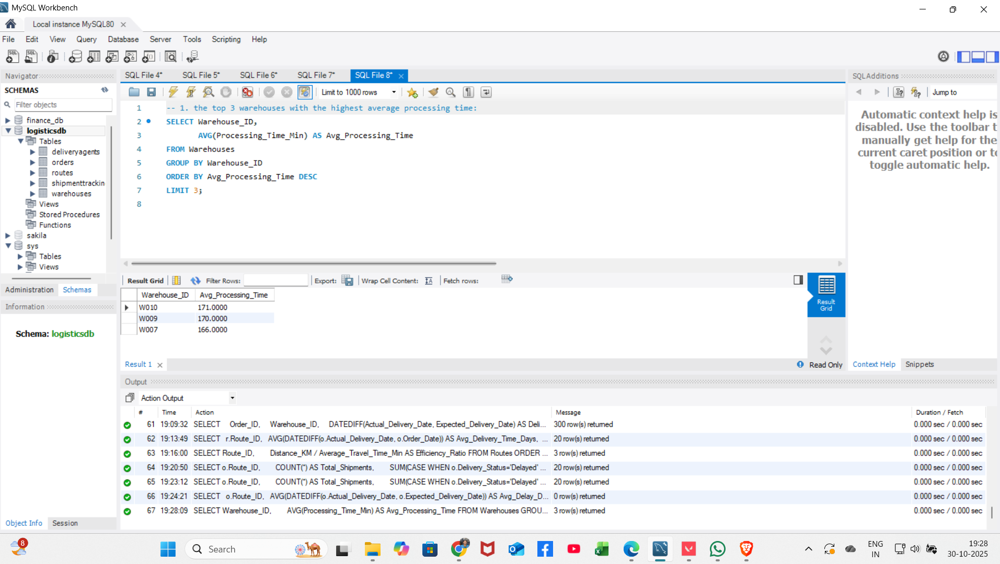 MySQL Workbench
Local instance MySQL80
File Edit View Query Database Server Tools Scripting Help
Navigator
SCHEMAS
Filter objects
finance_db
logisticsdb
Tables
deliveryagents
orders
routes
shipmenttrackin
warehouses
Views
Stored Procedures
Functions
sakila
sys
Tables
Views
Administration Schemas
Information
Schema: logisticsdb
Object Info Session
SQL File 4* SQL File 5* SQL File 6* SQL File 7* SQL File 8*
Limit to 1000 rows
1 -- 1. the top 3 warehouses with the highest average processing time:
2 SELECT Warehouse_ID,
3 AVG(Processing_Time_Min) AS Avg_Processing_Time
4 FROM Warehouses
5 GROUP BY Warehouse_ID
6 ORDER BY Avg_Processing_Time DESC
7 LIMIT 3;
8
Result Grid Filter Rows: Export: Wrap Cell Content: Fetch rows:
Warehouse_ID Avg_Processing_Time
W010 171.0000
W009 170.0000
W007 166.0000
Result Grid
Result 1
Read Only
SQLAdditions
Jump to
Automatic context help is
disabled. Use the toolbar t
manually get help for the
current caret position or to
toggle automatic help.
Context Help Snippets
Output
Action Output
# Time Action Message Duration / Fetch
61 19:09:32 SELECT Order_ID, Warehouse_ID, DATEDIFF(Actual_Delivery_Date, Expected_Delivery_Date) AS Deli... 300 row(s) returned 0.000 sec / 0.000 sec
62 19:13:49 SELECT r.Route_ID, AVG(DATEDIFF(o.Actual_Delivery_Date, o.Order_Date)) AS Avg_Delivery_Time_Days, ... 20 row(s) returned 0.000 sec / 0.000 sec
63 19:16:00 SELECT Route_ID, Distance_KM / Average_Travel_Time_Min AS Efficiency_Ratio FROM Routes ORDER ... 3 row(s) returned 0.000 sec / 0.000 sec
64 19:20:50 SELECT o.Route_ID, COUNT(*) AS Total_Shipments, SUM(CASE WHEN o.Delivery_Status='Delayed' ... 20 row(s) returned 0.000 sec / 0.000 sec
65 19:23:12 SELECT o.Route_ID, COUNT(*) AS Total_Shipments, SUM(CASE WHEN o.Delivery_Status='Delayed' ... 20 row(s) returned 0.000 sec / 0.000 sec
66 19:24:21 SELECT o.Route_ID, AVG(DATEDIFF(o.Actual_Delivery_Date, o.Expected_Delivery_Date)) AS Avg_Delay_D... 0 row(s) returned 0.000 sec / 0.000 sec
67 19:28:09 SELECT Warehouse_ID, AVG(Processing_Time_Min) AS Avg_Processing_Time FROM Warehouses GROU... 3 row(s) returned 0.000 sec / 0.000 sec
8
Search
ENG
IN
19:28
30-10-2025